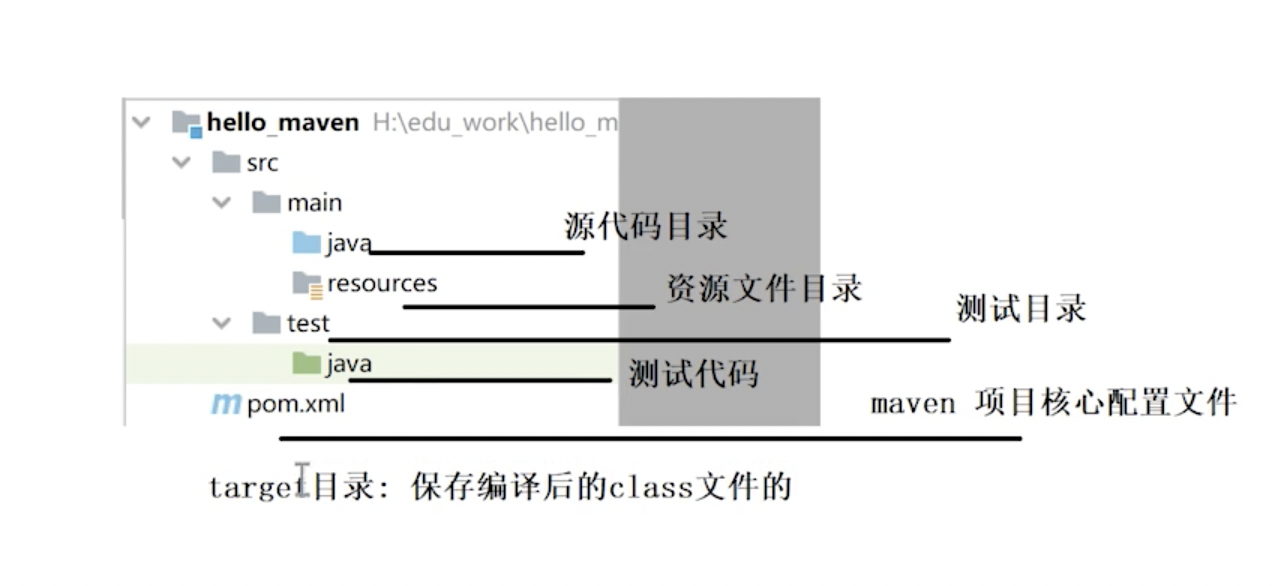 hello_maven H:\edu_work\hello_m
src
main
java 源代码目录
resources 资源文件目录
test 测试目录
java 测试代码
pom.xml maven 项目核心配置文件
target目录: 保存编译后的class文件的